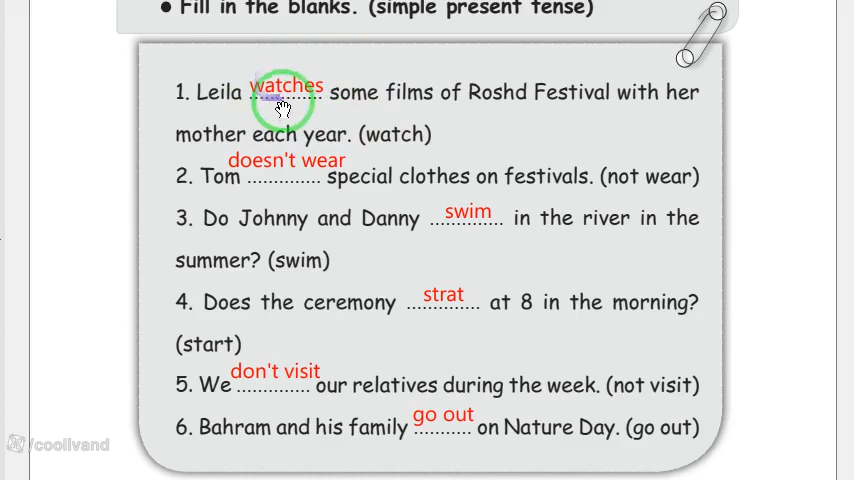 • Fill in the blanks. (simple present tense)
1. Leila watches some films of Roshd Festival with her
mother each year. (watch)
2. Tom doesn't wear special clothes on festivals. (not wear)
3. Do Johnny and Danny swim in the river in the
summer? (swim)
4. Does the ceremony strat at 8 in the morning?
(start)
5. We don't visit our relatives during the week. (not visit)
6. Bahram and his family go out on Nature Day. (go out)
/coolivand